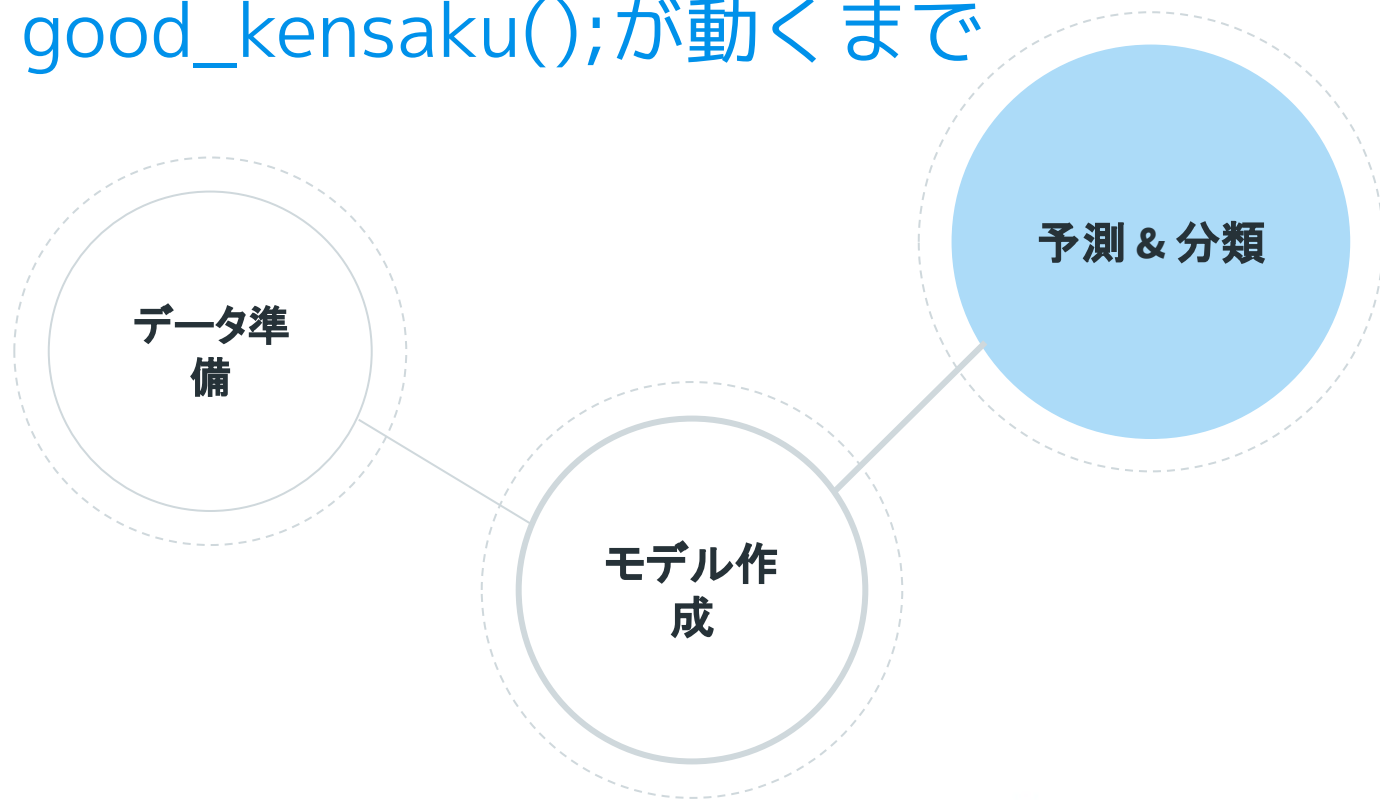 good_kensaku();が動くまで
データ準
備
モデル作
成
予測 & 分類